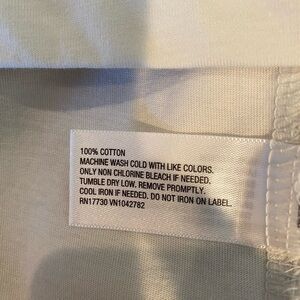 100% COTTON
MACHINE WASH COLD WITH LIKE COLORS.
ONLY NON CHLORINE BLEACH IF NEEDED.
TUMBLE DRY LOW. REMOVE PROMPTLY.
COOL IRON IF NEEDED. DO NOT IRON ON LABEL.
RN17730 VN1042762